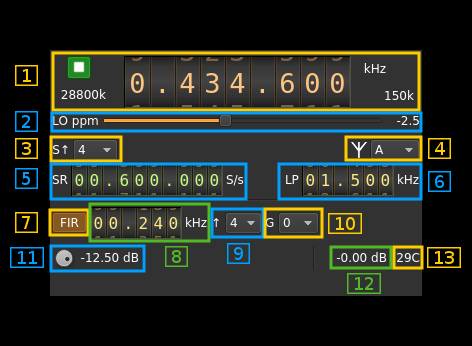 1 0.434.600 kHz
28800k 150k
2 LO ppm -2.5
3 S↑ 4 A 4
5 SR 00.600.000 S/s LP 01.500 kHz 6
7 FIR 00.240 kHz ↑ 4 G 0 10
8 9
11 -12.50 dB -0.00 dB 29C 13
12